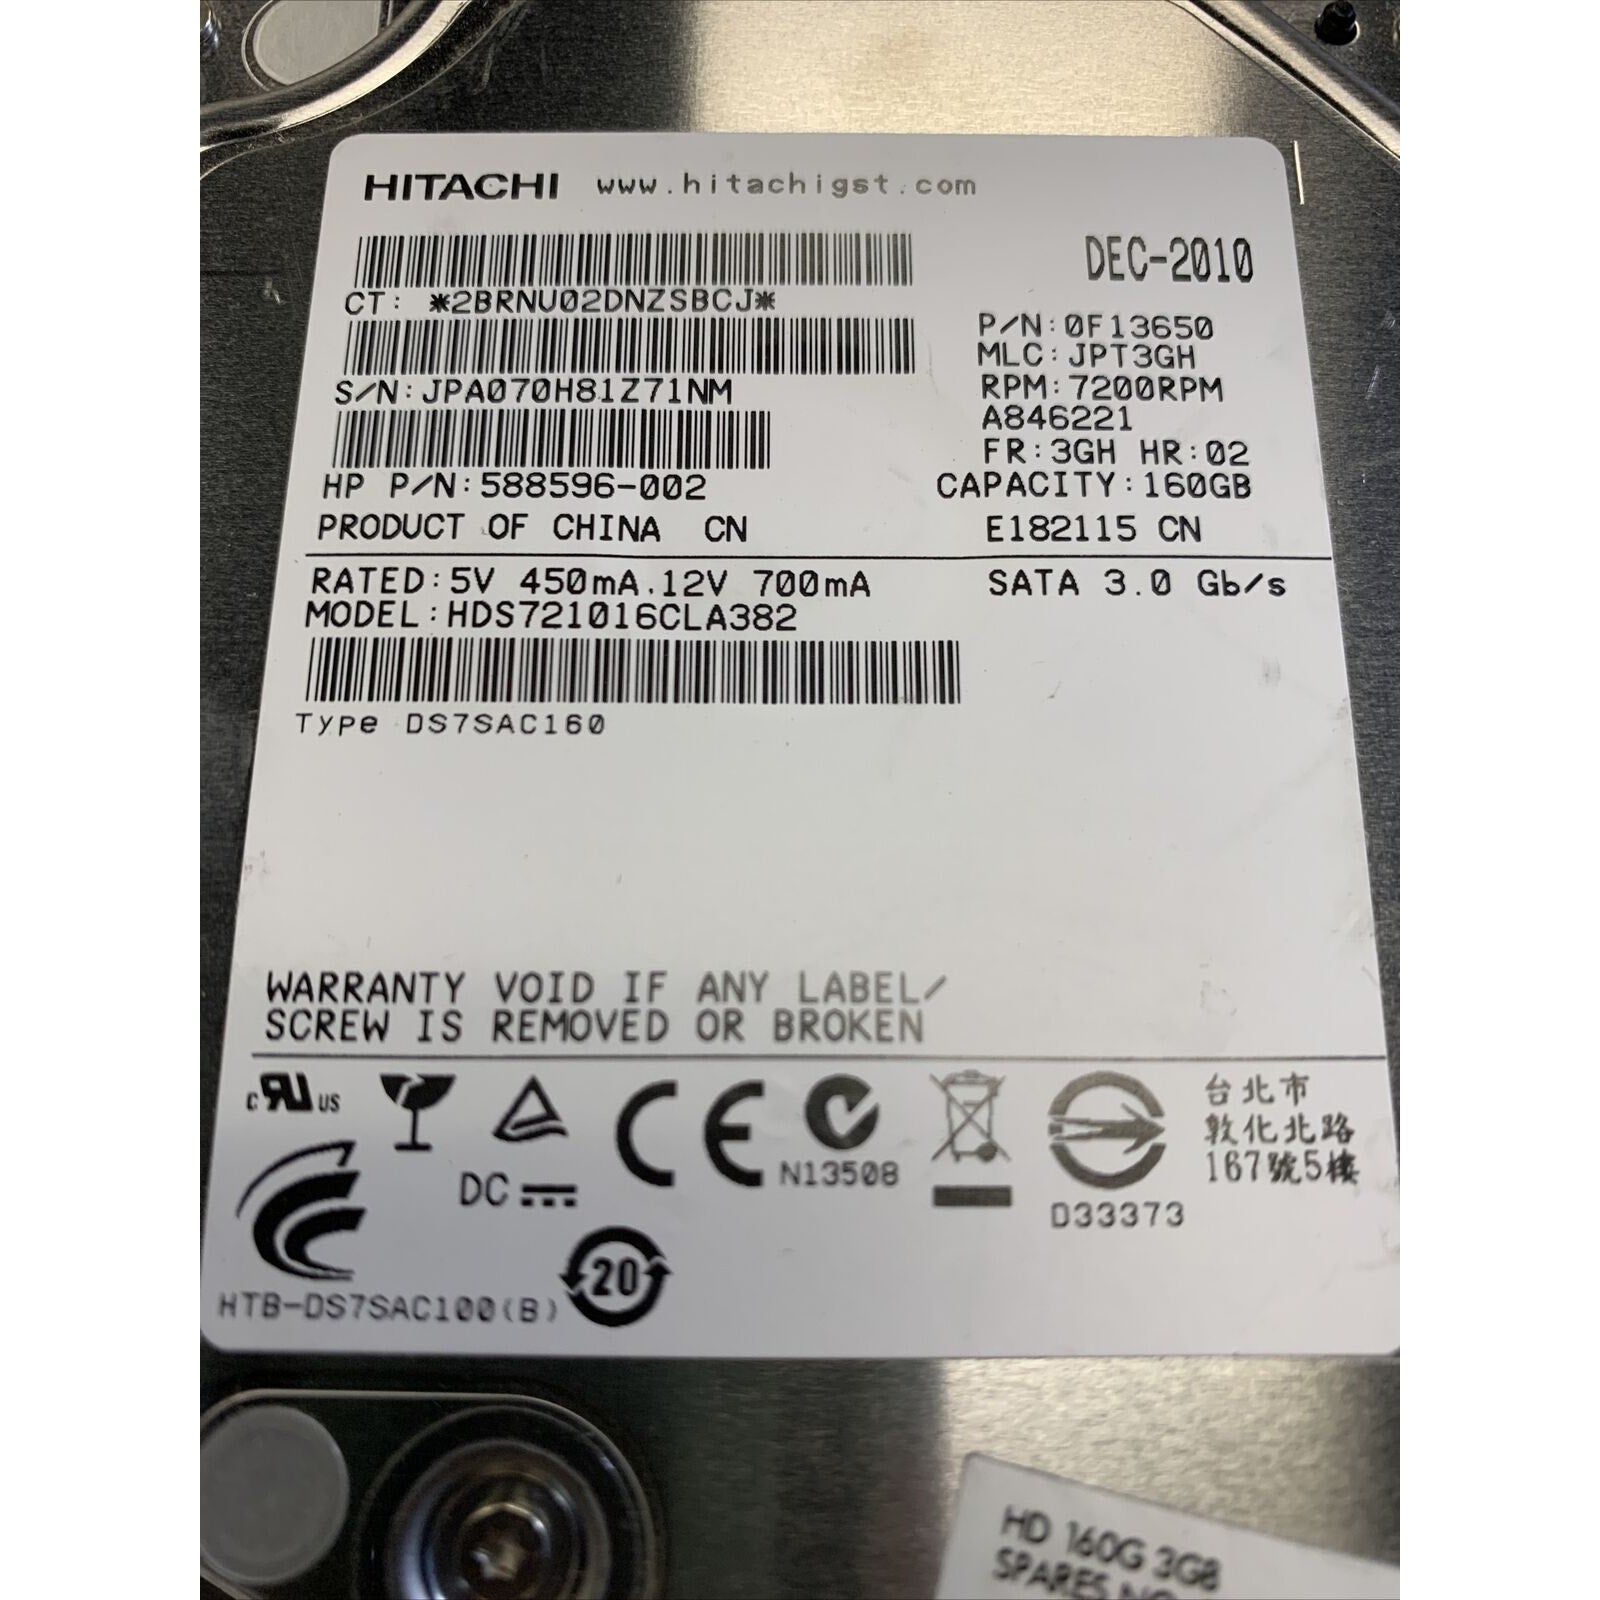 HITACHI www.hitachigst.com
DEC-2010
CT: *2BRNU02DNZSBCJ*
S/N:JPA070H81Z71NM
HP P/N:588596-002
PRODUCT OF CHINA CN
P/N:0F13650
MLC:JPT3GH
RPM:7200RPM
A846221
FR:3GH HR:02
CAPACITY:160GB
E182115 CN
RATED:5V 450mA,12V 700mA SATA 3.0 Gb/s
MODEL:HDS721016CLA382
Type DS7SAC160
WARRANTY VOID IF ANY LABEL/
SCREW IS REMOVED OR BROKEN
c RU US
DC
CE
N13508
D33373
台北市
敦化北路
167號5樓
20
HTB-DS7SAC100(B)
HD 160G 3GB
SPARES NO